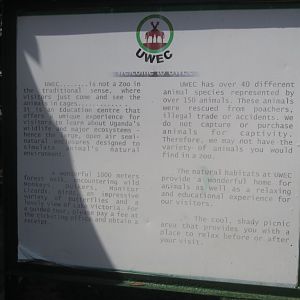 UWEC
Welcome to UWEC
UWEC.......is not a zoo in
the traditional sense, where
visitors just come and see the
animals in cages............
It is an Education centre that
offers a unique experience for
visitors to learn about Uganda's
wildlife and major ecosystems -
hence the large, open air semi-
natural exposures designed to
simulate the animal's natural
environment.
A wonderful 1000 meters
forest walk, encountering wild
Monkeys, Otters, Monitor
Lizards, Birds, an impressive
variety of butterflies and a
lovely view of Lake Victoria. For
a guided tour, please pay a fee at
the ticketing office and obtain a
receipt.
UWEC has over 40 different
animal species represented by
over 150 animals. These animals
were rescued from poachers,
illegal trade or accidents. We
do not capture or purchase
animals for captivity.
Therefore, we may not have the
variety of animals you would
find in a zoo.
The natural habitats at UWEC
provide a wonderful home for
animals as well as a relaxing
and educational experience for
our visitors.
The cool, shady picnic
area that provides you with a
place to relax before or after
your visit.